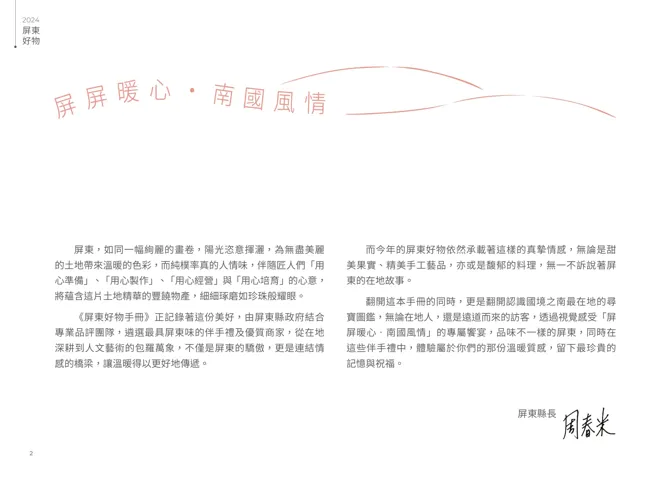 2024
屏東
好物
屏屏暖心・南國風情
屏東，如同一幅絢麗的畫卷，陽光恣意揮灑，為無盡美麗
的土地帶來溫暖的色彩，而純樸率真的人情味，伴隨匠人們「用
心準備」、「用心製作」、「用心經營」與「用心培育」的心意，
將蘊含這片土地精華的豐饒物產，細細琢磨如珍珠般耀眼。
《屏東好物手冊》正記錄著這份美好，由屏東縣政府結合
專業品評團隊，遴選最具屏東味的伴手禮及優質商家，從在地
深耕到人文藝術的包羅萬象，不僅是屏東的驕傲，更是連結情
感的橋梁，讓溫暖得以更好地傳遞。
而今年的屏東好物依然承載著這樣的真摯情感，無論是甜
美果實、精美手工藝品，亦或是馥郁的料理，無一不訴說著屏
東的在地故事。
翻開這本手冊的同時，更是翻開認識國境之南最在地的尋
寶圖鑑，無論在地人，還是遠道而來的訪客，透過視覺感受「屏
屏暖心．南國風情」的專屬饗宴，品味不一樣的屏東，同時在
這些伴手禮中，體驗屬於你們的那份溫暖質感，留下最珍貴的
記憶與祝福。
屏東縣長 周春米
2